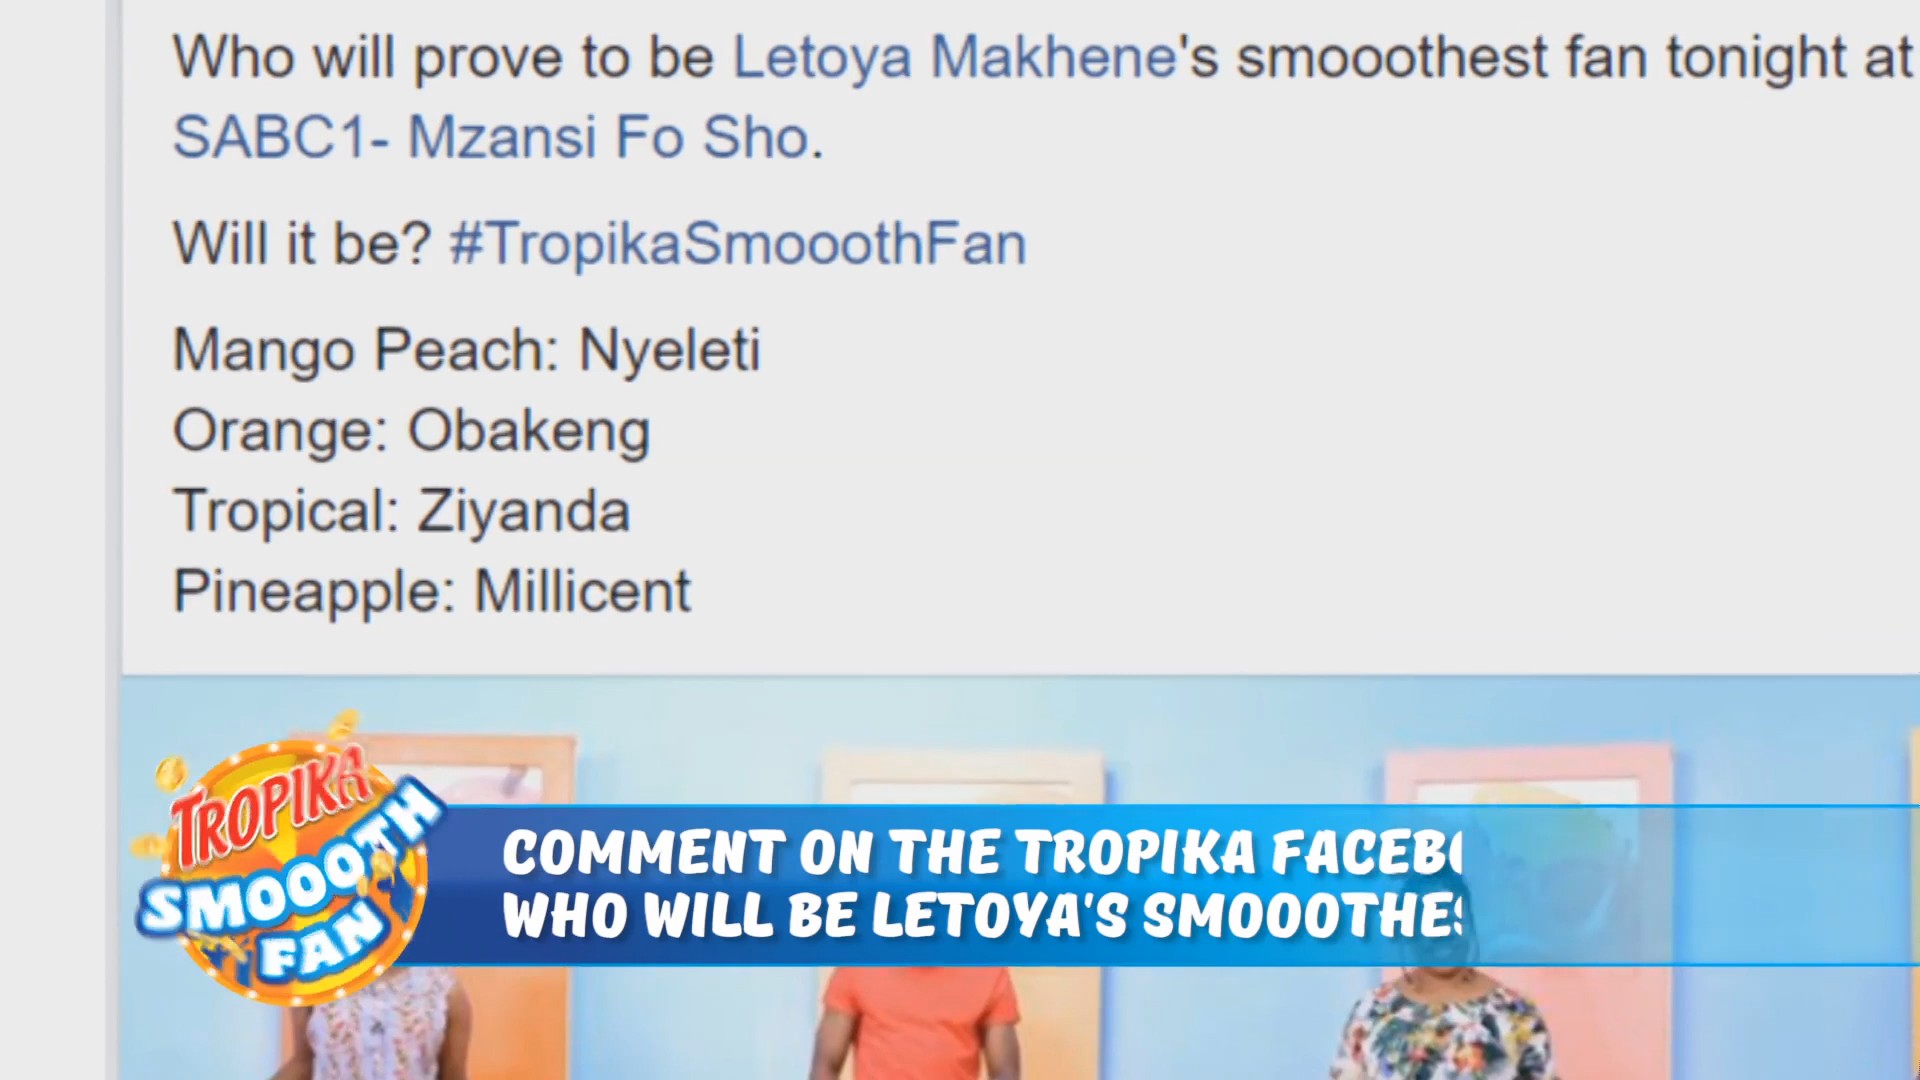 Who will prove to be Letoya Makhene's smooothest fan tonight at
SABC1- Mzansi Fo Sho.
Will it be? #TropikaSmooothFan
Mango Peach: Nyeleti
Orange: Obakeng
Tropical: Ziyanda
Pineapple: Millicent
TROPIKA
SMOOOTH
FAN
COMMENT ON THE TROPIKA
WHO WILL BE LETOYA'S